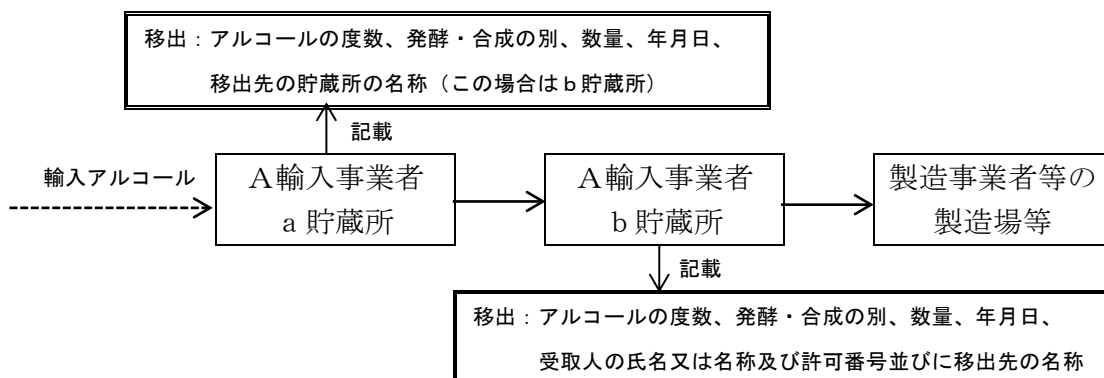 移出：アルコールの度数、発酵・合成の別、数量、年月日、
移出先の貯蔵所の名称（この場合はｂ貯蔵所）
記載
輸入アルコール
Ａ輸入事業者
ａ貯蔵所
Ａ輸入事業者
ｂ貯蔵所
製造事業者等の
製造場等
記載
移出：アルコールの度数、発酵・合成の別、数量、年月日、
受取人の氏名又は名称及び許可番号並びに移出先の名称